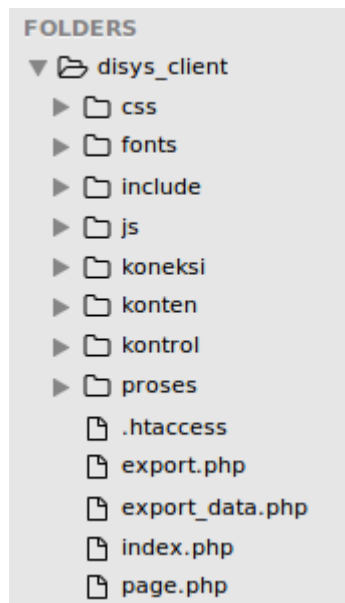 FOLDERS
disys_client
css
fonts
include
js
koneksi
konten
kontrol
proses
.htaccess
export.php
export_data.php
index.php
page.php